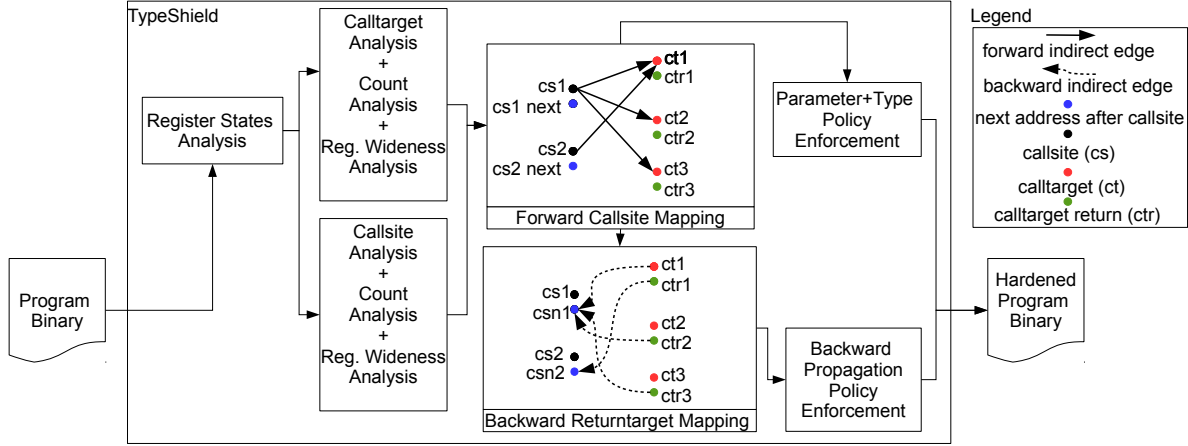 TypeShield
Program
Binary
Register States
Analysis
Calltarget
Analysis
+
Count
Analysis
+
Reg. Wideness
Analysis
Callsite
Analysis
+
Count
Analysis
+
Reg. Wideness
Analysis
cs1
cs1 next
cs2
cs2 next
ct1
ctr1
ct2
ctr2
ct3
ctr3
Forward Callsite Mapping
cs1
csn1
cs2
csn2
ct1
ctr1
ct2
ctr2
ct3
ctr3
Backward Returntarget Mapping
Parameter+Type
Policy
Enforcement
Backward
Propagation
Policy
Enforcement
Legend
forward indirect edge
backward indirect edge
next address after callsite
callsite (cs)
calltarget (ct)
calltarget return (ctr)
Hardened
Program
Binary